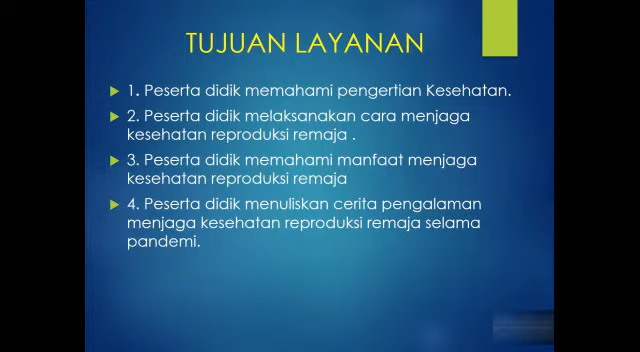 TUJUAN LAYANAN
1. Peserta didik memahami pengertian Kesehatan.
2. Peserta didik melaksanakan cara menjaga
kesehatan reproduksi remaja .
3. Peserta didik memahami manfaat menjaga
kesehatan reproduksi remaja
4. Peserta didik menuliskan cerita pengalaman
menjaga kesehatan reproduksi remaja selama
pandemi.